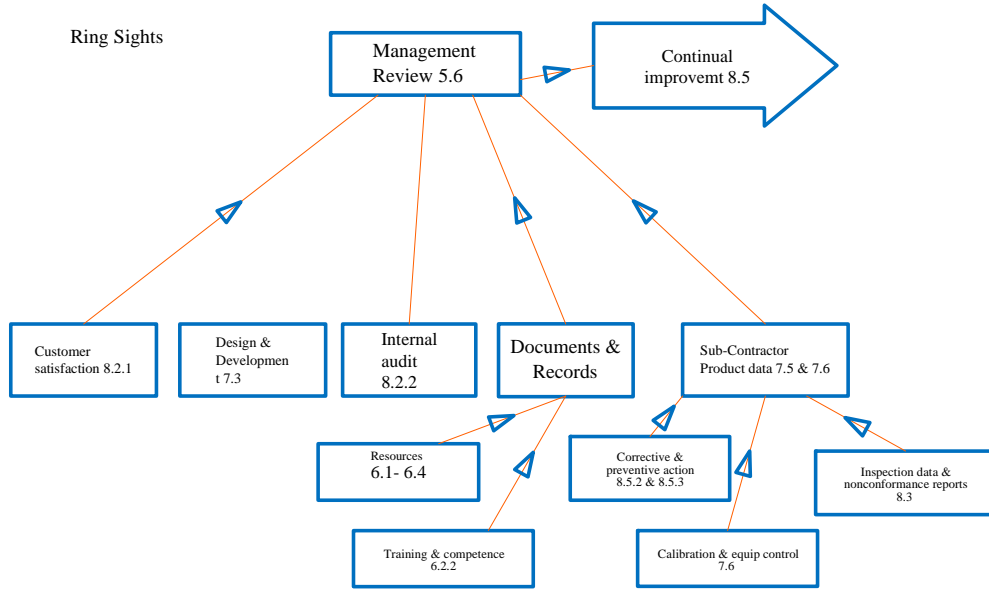 Ring Sights
Management
Review 5.6
Continual
improvemt 8.5
Customer
satisfaction 8.2.1
Design &
Developmen
t 7.3
Internal
audit
8.2.2
Documents &
Records
Sub-Contractor
Product data 7.5 & 7.6
Resources
6.1- 6.4
Corrective &
preventive action
8.5.2 & 8.5.3
Inspection data &
nonconformance reports
8.3
Training & competence
6.2.2
Calibration & equip control
7.6